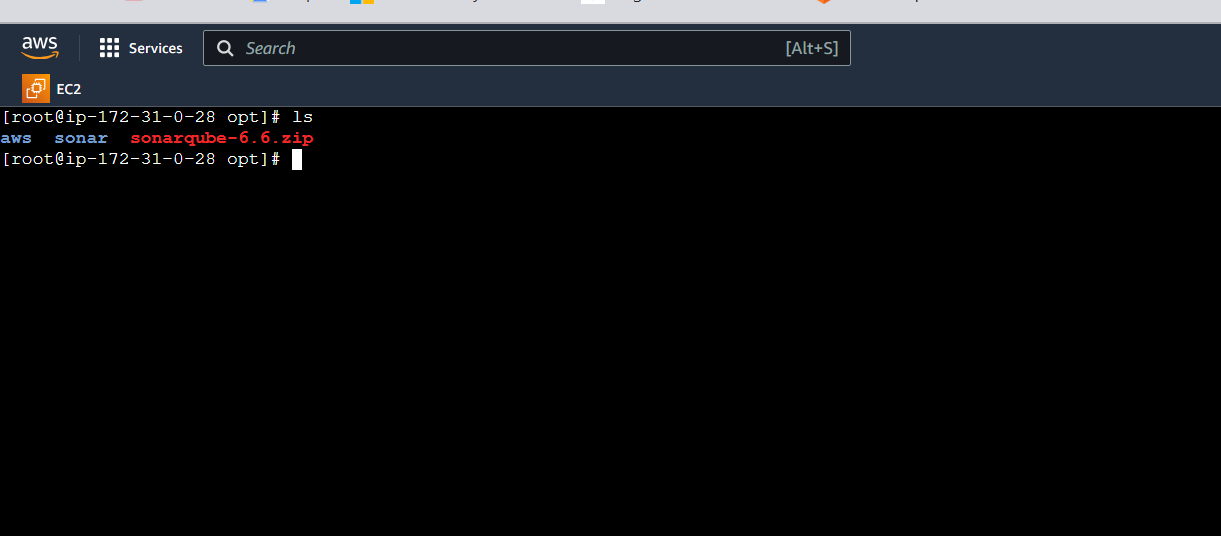 aws Services Search [Alt+S]
EC2
[root@ip-172-31-0-28 opt]# ls
aws  sonar  sonarqube-6.6.zip
[root@ip-172-31-0-28 opt]#